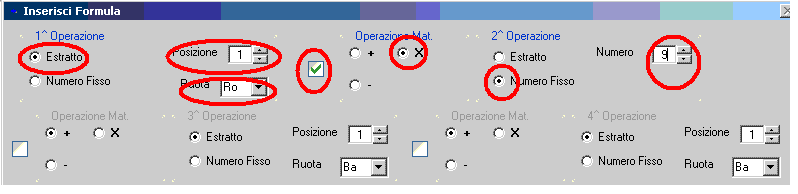 Inserisci Formula
1^ Operazione
Operazione Mat.
2^ Operazione
Estratto
Posizione 1
+ X
Estratto
Numero 9
Numero Fisso
Ruota Ro
-
Numero Fisso
Operazione Mat.
3^ Operazione
Operazione Mat.
4^ Operazione
+ X
Estratto
Posizione 1
+ X
Estratto
Posizione 1
-
Numero Fisso
Ruota Ba
-
Numero Fisso
Ruota Ba